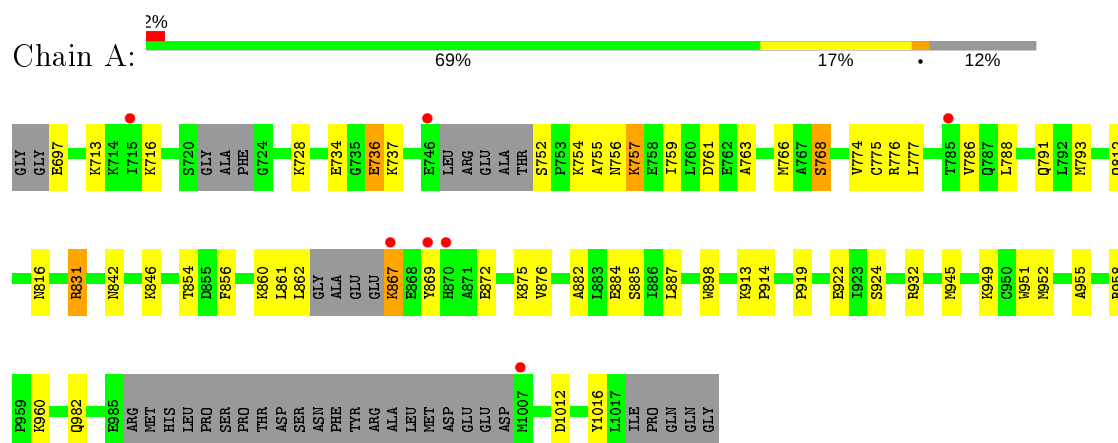 2%
Chain A:
69% 17% • 12%
GLY GLY E697 K713 K714 I715 K716 S720 GLY ALA PHE G724 K728 E734 G735 E736 K737 E746 LEU ARG GLU ALA THR S752 P753 K754 A755 N756 K757 E758 I759 L760 D761 E762 A763 M766 A767 S768 V774 C775 R776 L777 T785 V786 Q787 L788 Q791 L792 M793 Q812
N816 R831 N842 K846 T854 D855 F856 K860 L861 L862 GLY ALA GLU GLU K867 E868 Y869 H870 A871 E872 K875 V876 A882 L883 E884 S885 I886 L887 W898 K913 P914 P919 E922 I923 S924 R932 M945 K949 C950 W951 M952 A955 R958
P959 K960 Q982 E985 ARG MET HIS LEU PRO SER PRO THR ASP SER ASN PHE TYR ARG ALA LEU MET ASP GLU GLU ASP M1007 D1012 Y1016 L1017 ILE PRO GLN GLN GLY